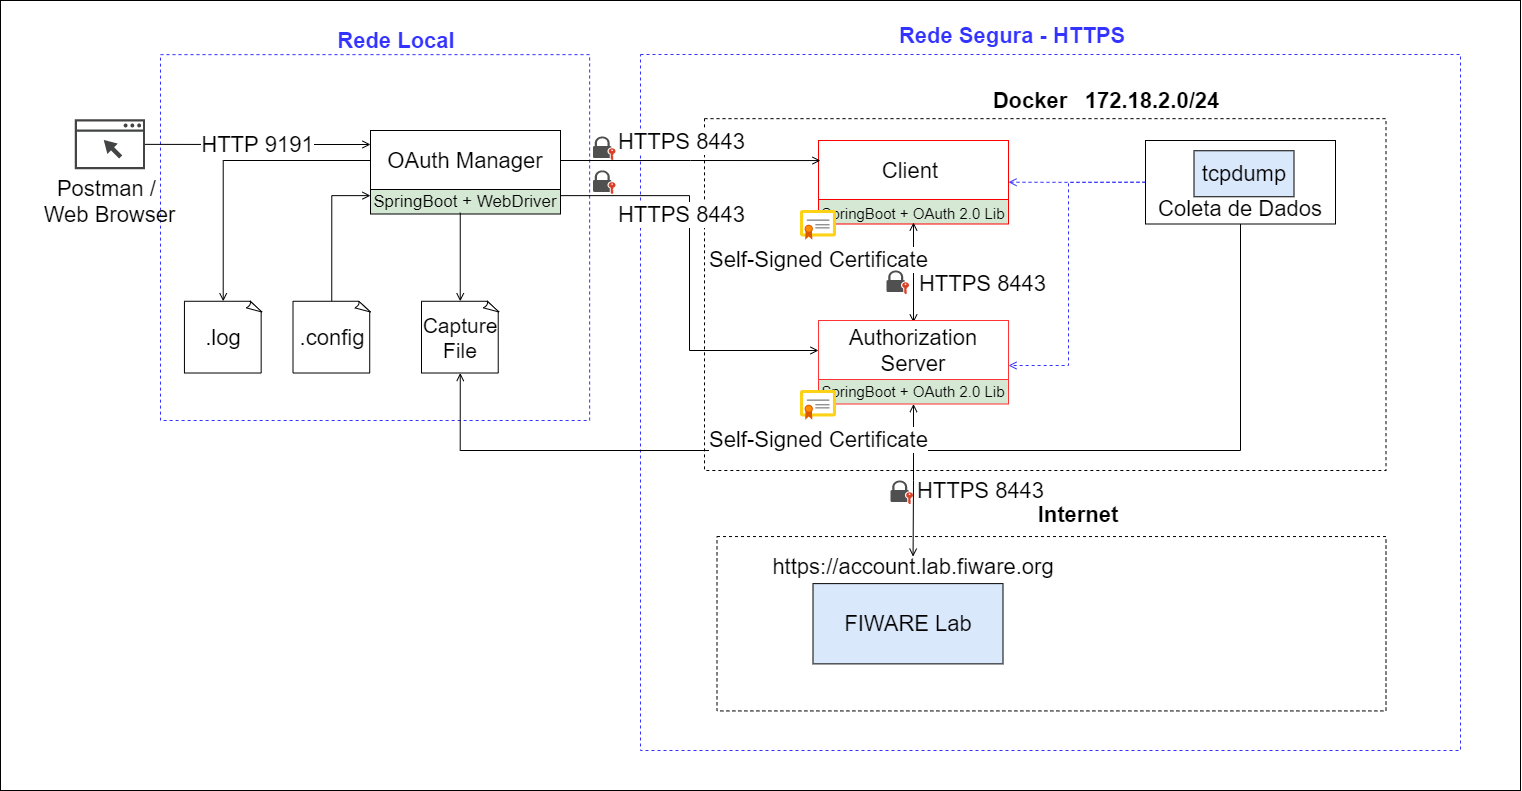 Rede Local
Rede Segura - HTTPS
Docker 172.18.2.0/24
HTTP 9191
OAuth Manager
SpringBoot + WebDriver
Postman /
Web Browser
HTTPS 8443
HTTPS 8443
Client
SpringBoot + OAuth 2.0 Lib
tcpdump
Coleta de Dados
Self-Signed Certificate
HTTPS 8443
.log
.config
Capture
File
Authorization
Server
SpringBoot + OAuth 2.0 Lib
Self-Signed Certificate
HTTPS 8443
Internet
https://account.lab.fiware.org
FIWARE Lab